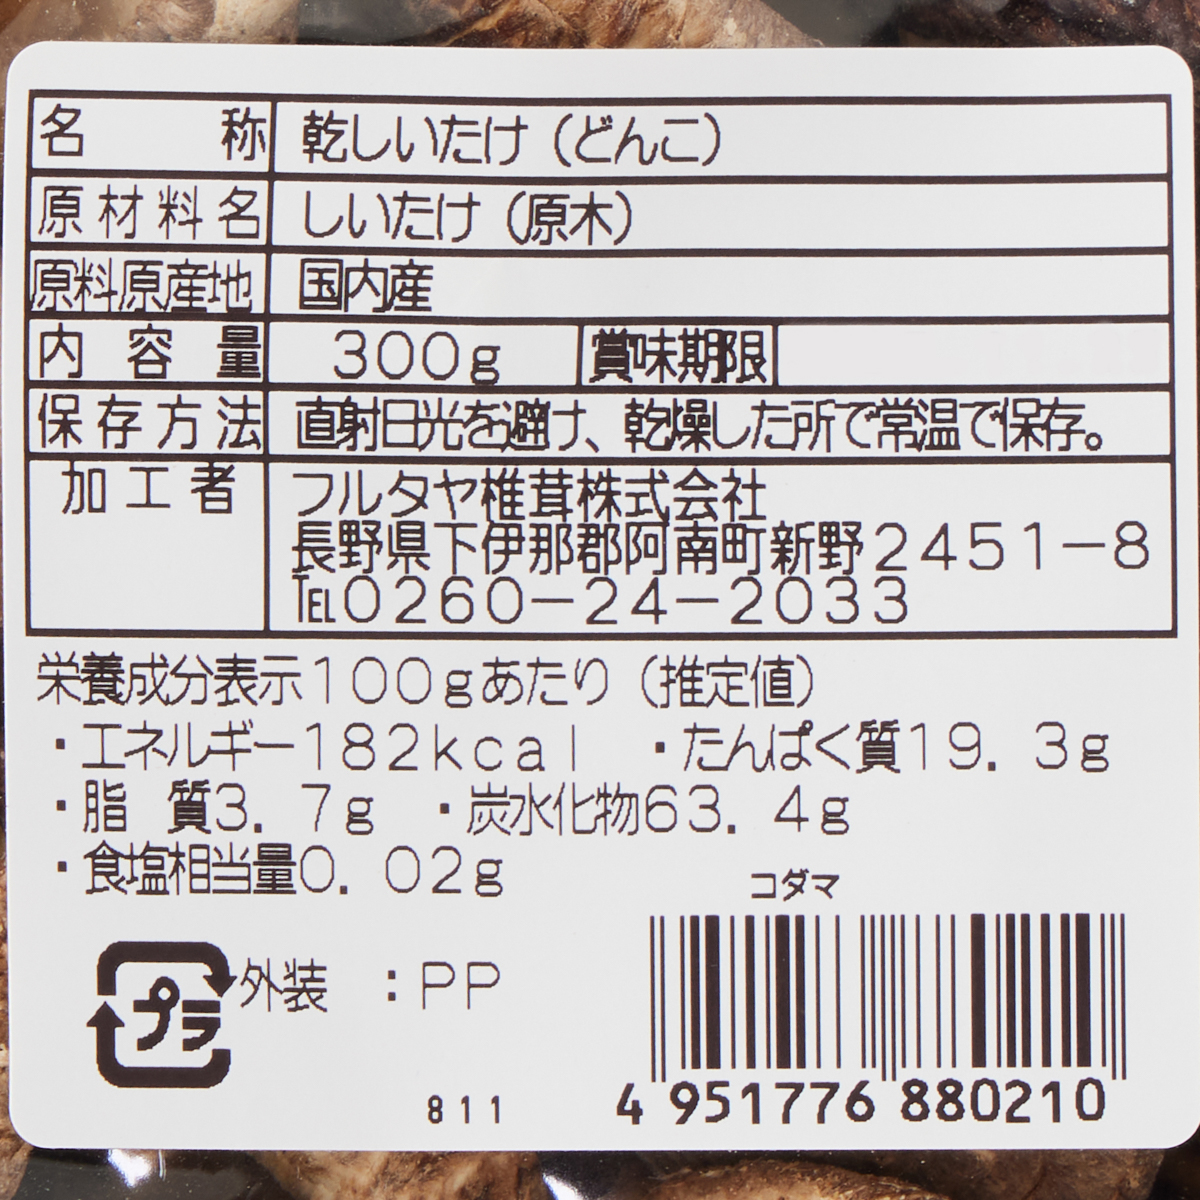 名称 乾しいたけ（どんこ）
原材料名 しいたけ（原木）
原料原産地 国内産
内容量 300g 賞味期限
保存方法 直射日光を避け、乾燥した所で常温で保存。
加工者 フルタヤ椎茸株式会社
長野県下伊那郡阿南町新野2451-8
TEL0260-24-2033
栄養成分表示100gあたり（推定値）
・エネルギー182kcal ・たんぱく質19.3g
・脂質3.7g ・炭水化物63.4g
・食塩相当量0.02g
コダマ
プラ 外装：PP
811
4951776880210